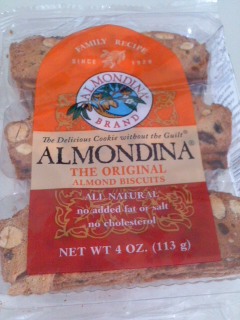 FAMILY RECIPE
SINCE
ALMONDINA
BRAND
The Delicious Cookie without the Guilt®
ALMONDINA®
THE ORIGINAL
ALMOND BISCUITS
ALL NATURAL
no added fat or salt
no cholesterol
NET WT 4 OZ. (113 g)